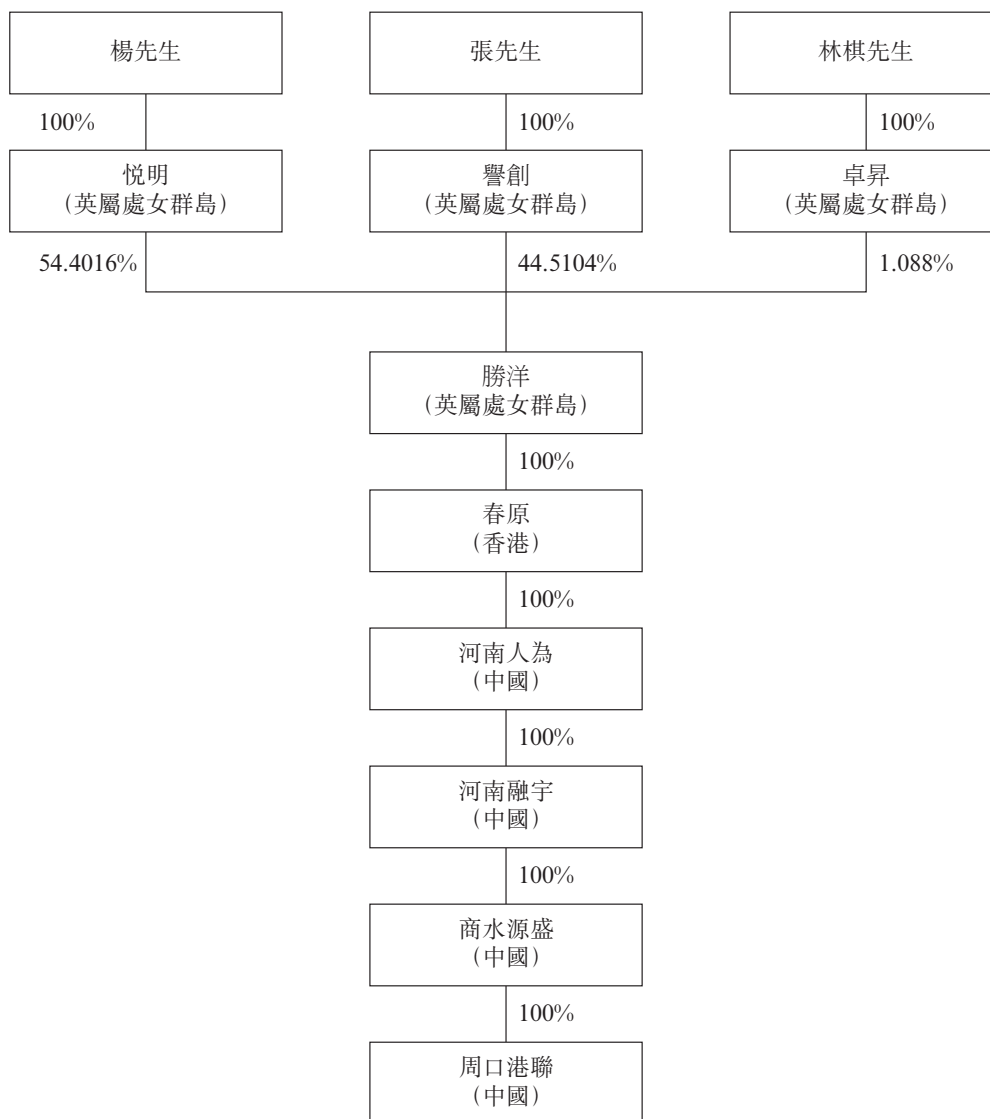 楊先生
張先生
林棋先生
100%
100%
100%
悅明
(英屬處女群島)
譽創
(英屬處女群島)
卓昇
(英屬處女群島)
54.4016%
44.5104%
1.088%
勝洋
(英屬處女群島)
100%
春原
(香港)
100%
河南人為
(中國)
100%
河南融宇
(中國)
100%
商水源盛
(中國)
100%
周口港聯
(中國)